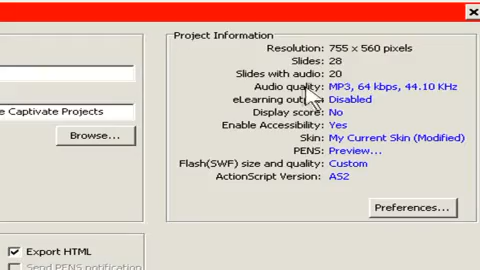 Project Information
Resolution: 755 x 560 pixels
Slides: 28
Slides with audio: 20
Audio quality: MP3, 64 kbps, 44.10 KHz
eLearning Disabled
Display score: No
Enable Accessibility: Yes
Skin: My Current Skin (Modified)
e Captivate Projects
Browse...
PENS: Preview...
Flash(SWF) size and quality: Custom
ActionScript Version: AS2
Preferences...
Export HTML
Send PENS notification